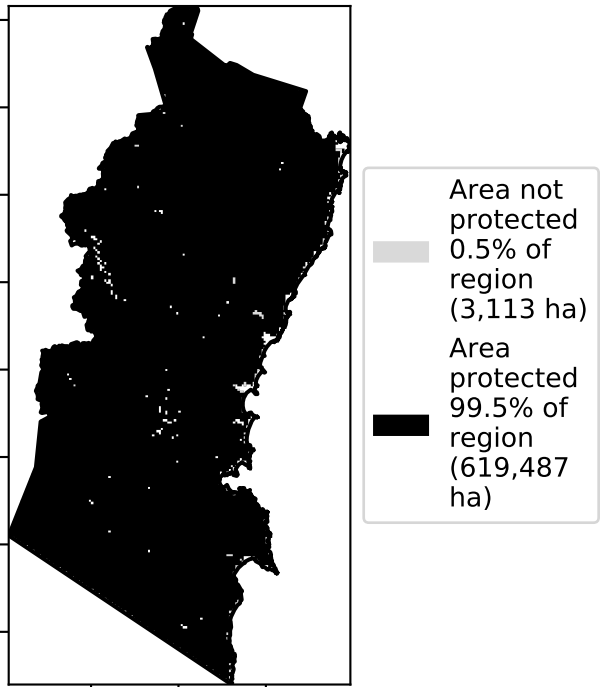 Area not
protected
0.5% of
region
(3,113 ha)
Area
protected
99.5% of
region
(619,487
ha)